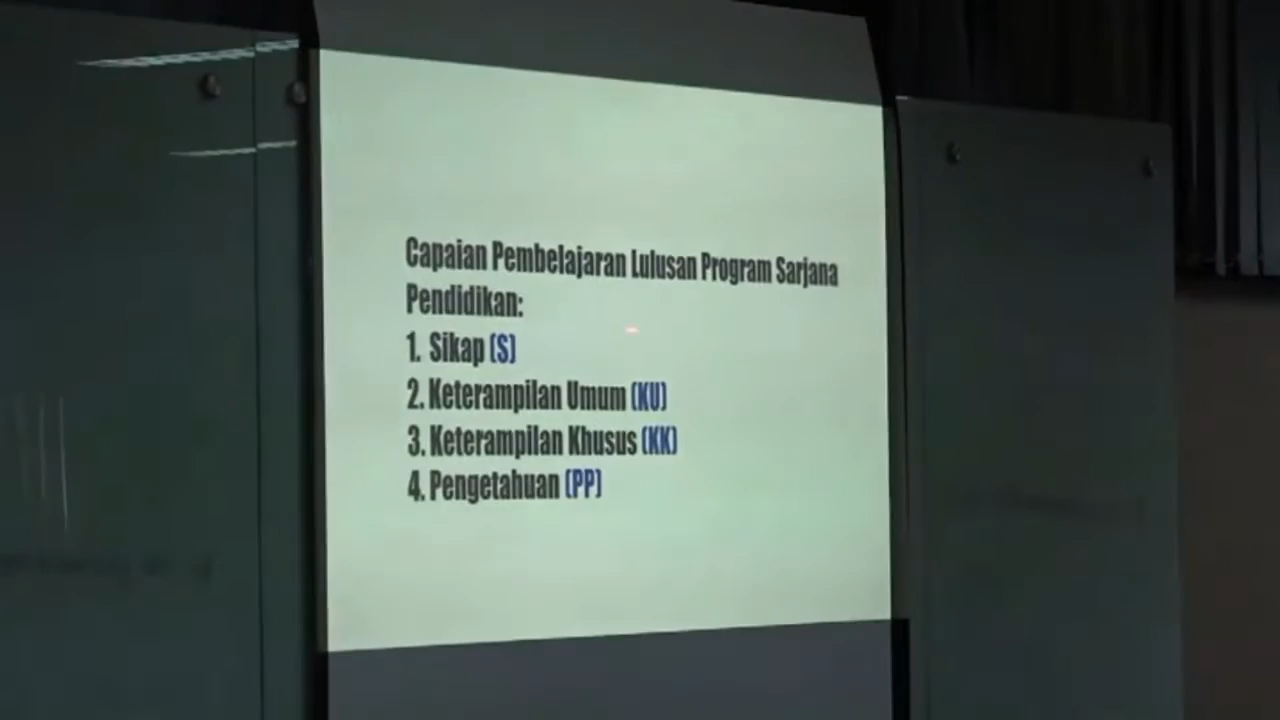 Capaian Pembelajaran Lulusan Program Sarjana
Pendidikan:
1. Sikap (S)
2. Keterampilan Umum (KU)
3. Keterampilan Khusus (KK)
4. Pengetahuan (PP)